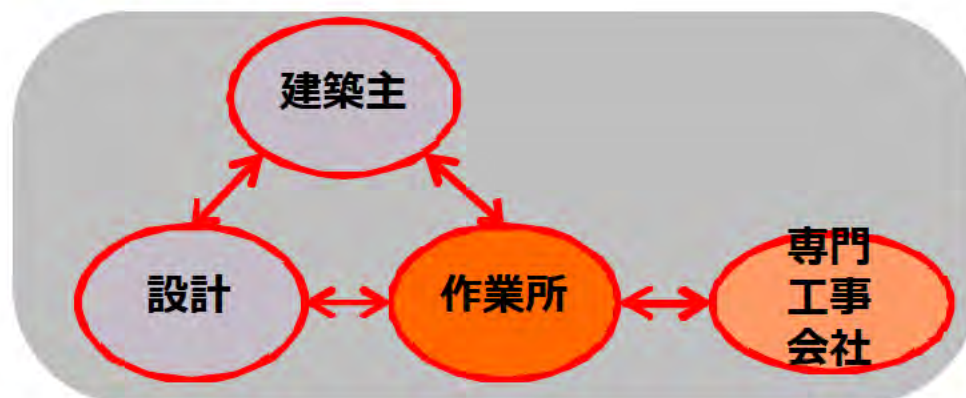 建築主
設計
作業所
専門
工事
会社